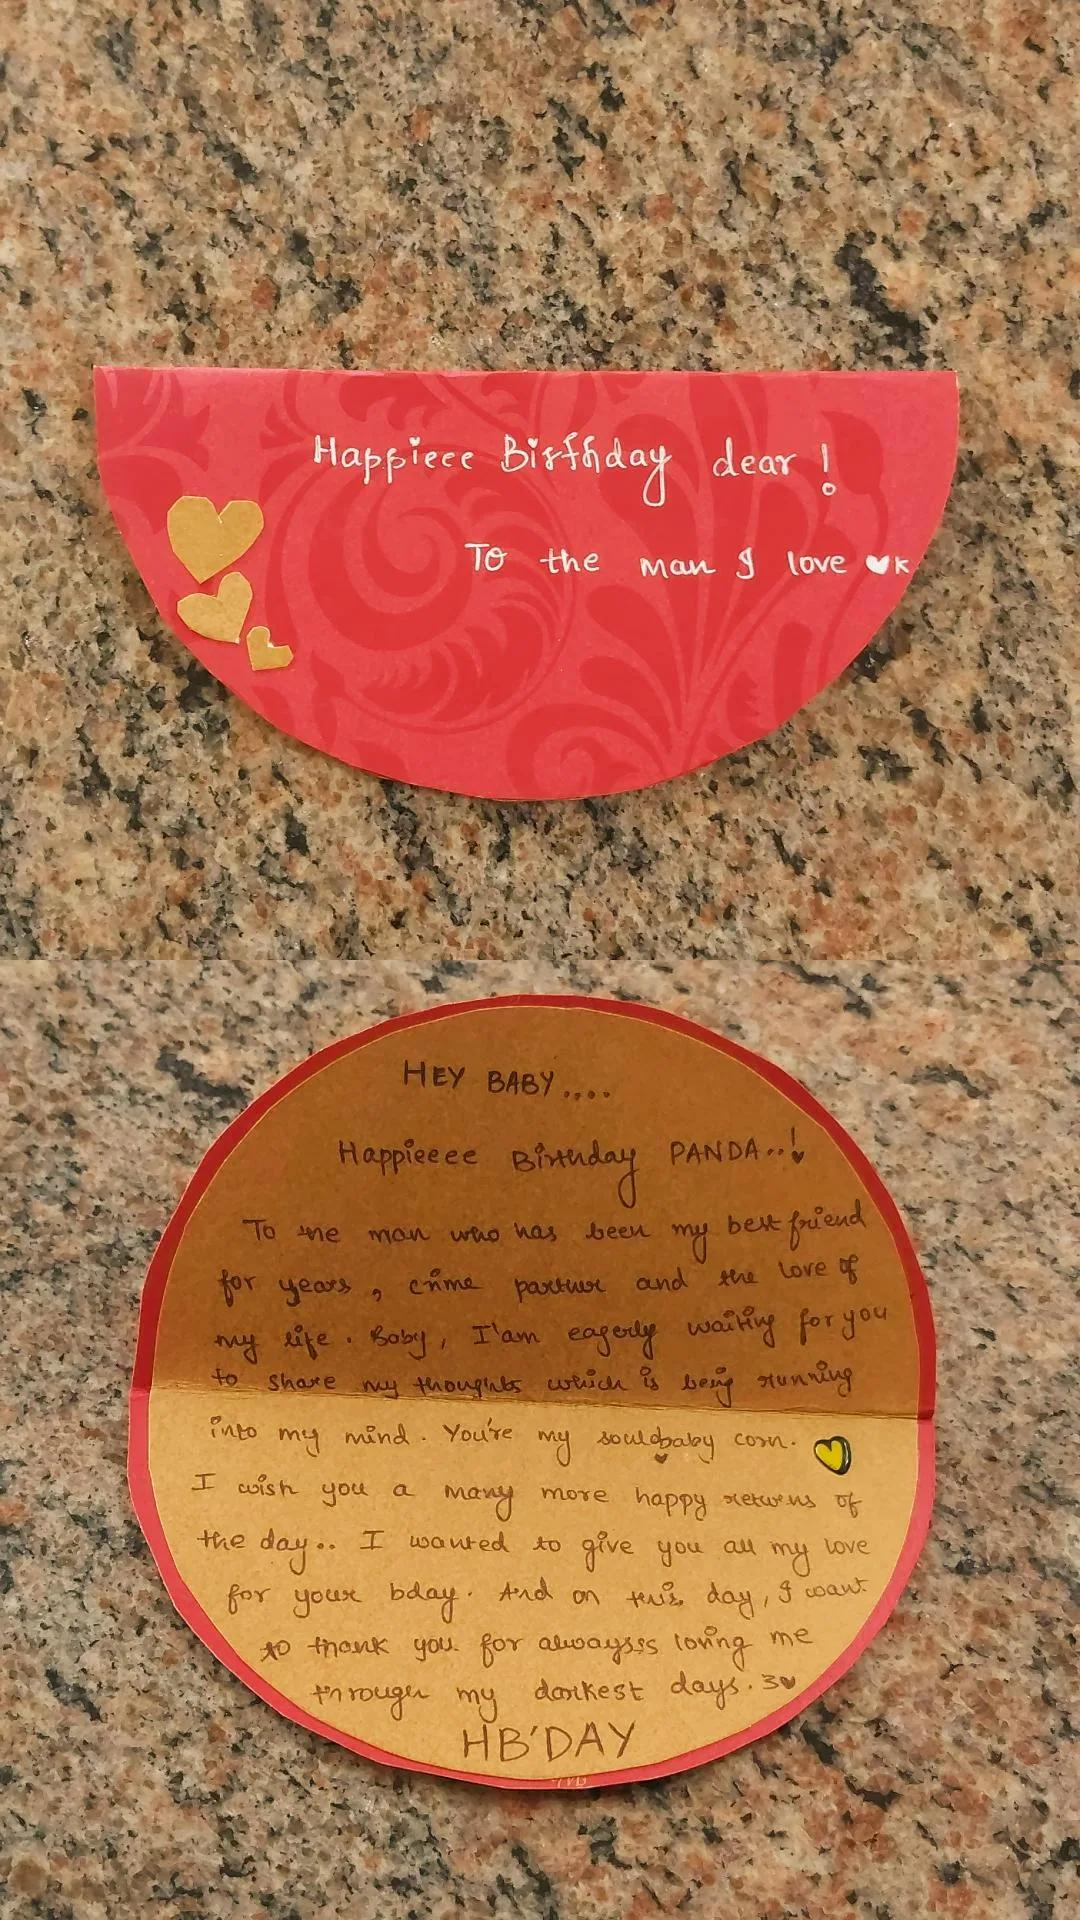 Happieee Birthday dear !
To the man I love ♥K
HEY BABY....
Happieeee Birthday PANDA..!
To the man who has been my best friend
for years , crime partner and the love of
my life . Baby, I'am eagerly waiting for you
to share my thoughts which is being running
into my mind. You're my soul baby corn.
I wish you a many more happy returns of
the day.. I wanted to give you all my love
for your bday. And on this day, I want
to thank you for alwaysss loving me
through my darkest days. 3♥
HB'DAY